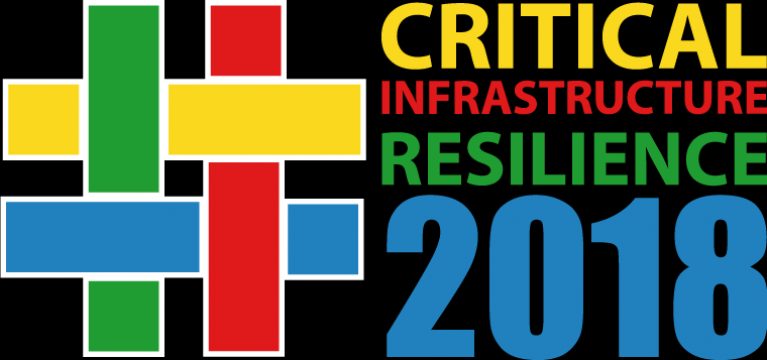 CRITICAL
INFRASTRUCTURE
RESILIENCE
2018